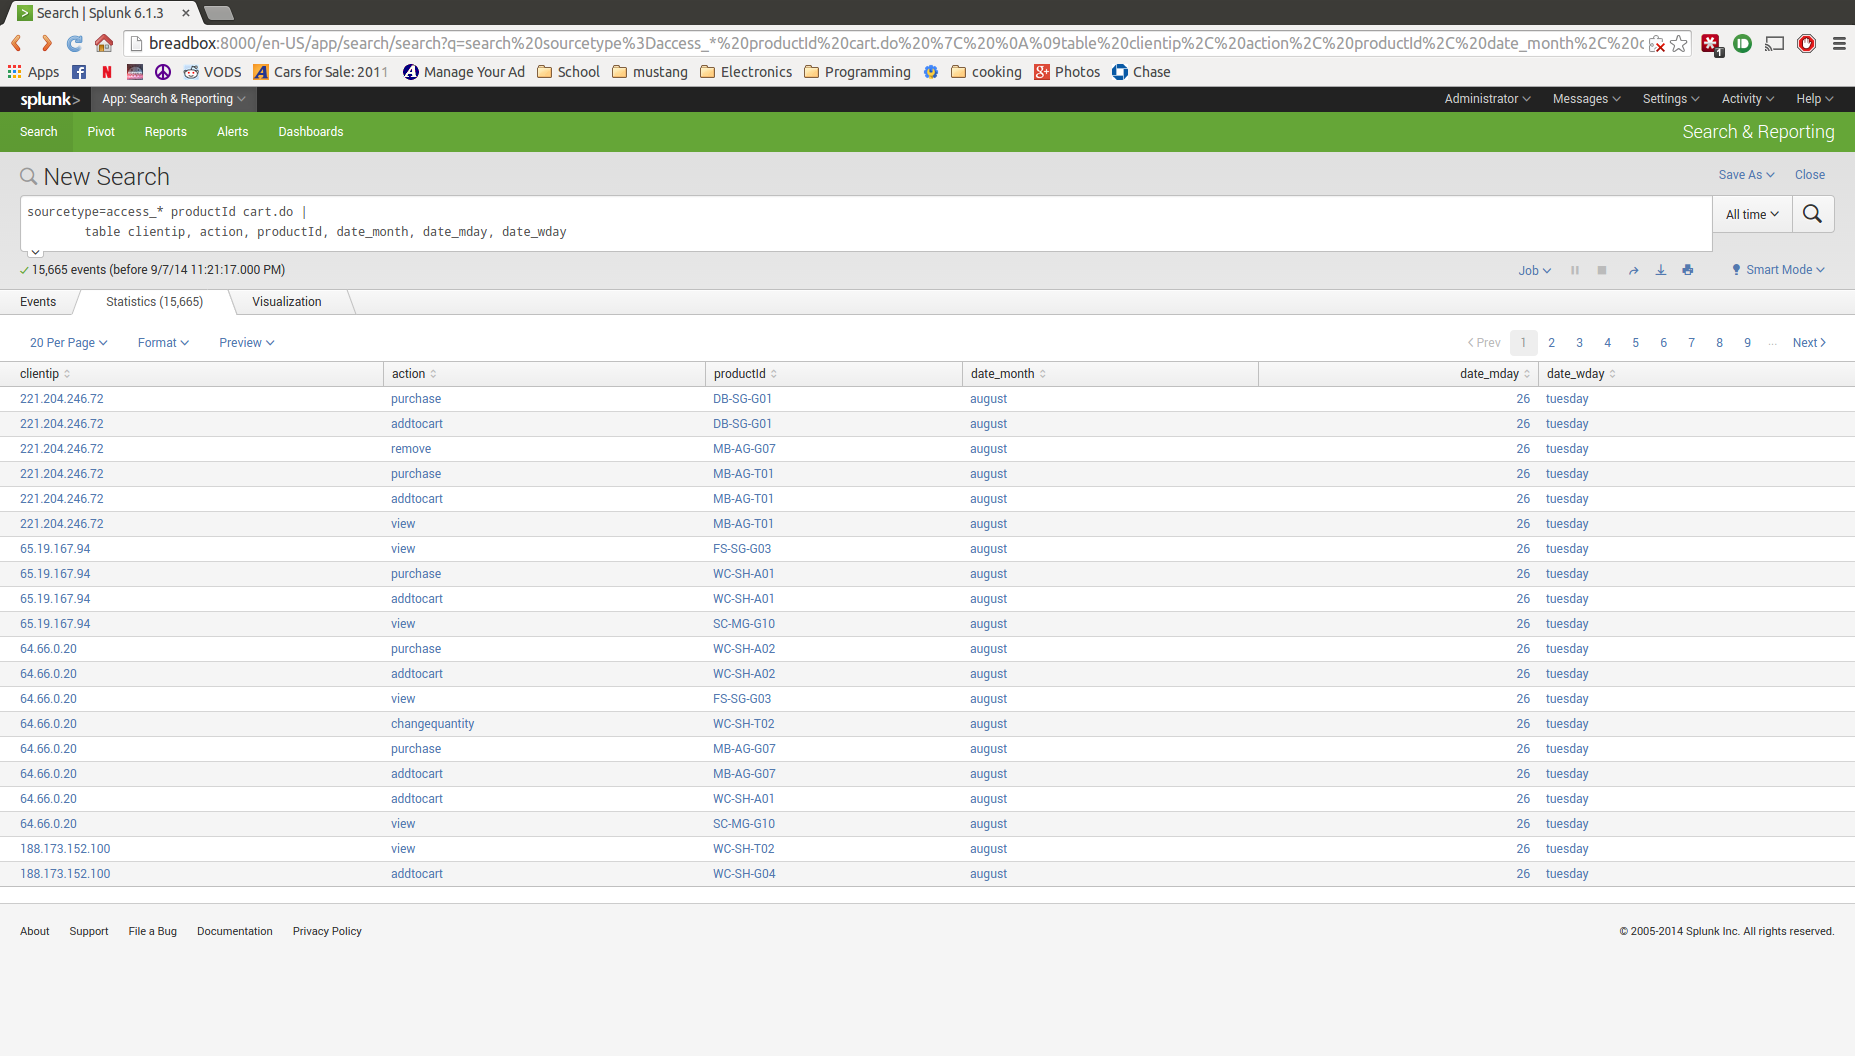 Search | Splunk 6.1.3
breadbox:8000/en-US/app/search/search?q=search%20sourcetype%3Daccess_*%20productId%20cart.do%20%7C%20%0A%09table%20clientip%2C%20action%2C%20productId%2C%20date_month%2C%20date_mday%2C%20d
Apps VODS Cars for Sale: 2011 Manage Your Ad School mustang Electronics Programming cooking Photos Chase
splunk> App: Search & Reporting Administrator Messages Settings Activity Help
Search Pivot Reports Alerts Dashboards Search & Reporting
New Search Save As Close
sourcetype=access_* productId cart.do |
table clientip, action, productId, date_month, date_mday, date_wday
All time
15,665 events (before 9/7/14 11:21:17.000 PM) Job Smart Mode
Events Statistics (15,665) Visualization
20 Per Page Format Preview Prev 1 2 3 4 5 6 7 8 9 ... Next
clientip action productId date_month date_mday date_wday
221.204.246.72 purchase DB-SG-G01 august 26 tuesday
221.204.246.72 addtocart DB-SG-G01 august 26 tuesday
221.204.246.72 remove MB-AG-G07 august 26 tuesday
221.204.246.72 purchase MB-AG-T01 august 26 tuesday
221.204.246.72 addtocart MB-AG-T01 august 26 tuesday
221.204.246.72 view MB-AG-T01 august 26 tuesday
65.19.167.94 view FS-SG-G03 august 26 tuesday
65.19.167.94 purchase WC-SH-A01 august 26 tuesday
65.19.167.94 addtocart WC-SH-A01 august 26 tuesday
65.19.167.94 view SC-MG-G10 august 26 tuesday
64.66.0.20 purchase WC-SH-A02 august 26 tuesday
64.66.0.20 addtocart WC-SH-A02 august 26 tuesday
64.66.0.20 view FS-SG-G03 august 26 tuesday
64.66.0.20 changequantity WC-SH-T02 august 26 tuesday
64.66.0.20 purchase MB-AG-G07 august 26 tuesday
64.66.0.20 addtocart MB-AG-G07 august 26 tuesday
64.66.0.20 addtocart WC-SH-A01 august 26 tuesday
64.66.0.20 view SC-MG-G10 august 26 tuesday
188.173.152.100 view WC-SH-T02 august 26 tuesday
188.173.152.100 addtocart WC-SH-G04 august 26 tuesday
About Support File a Bug Documentation Privacy Policy © 2005-2014 Splunk Inc. All rights reserved.